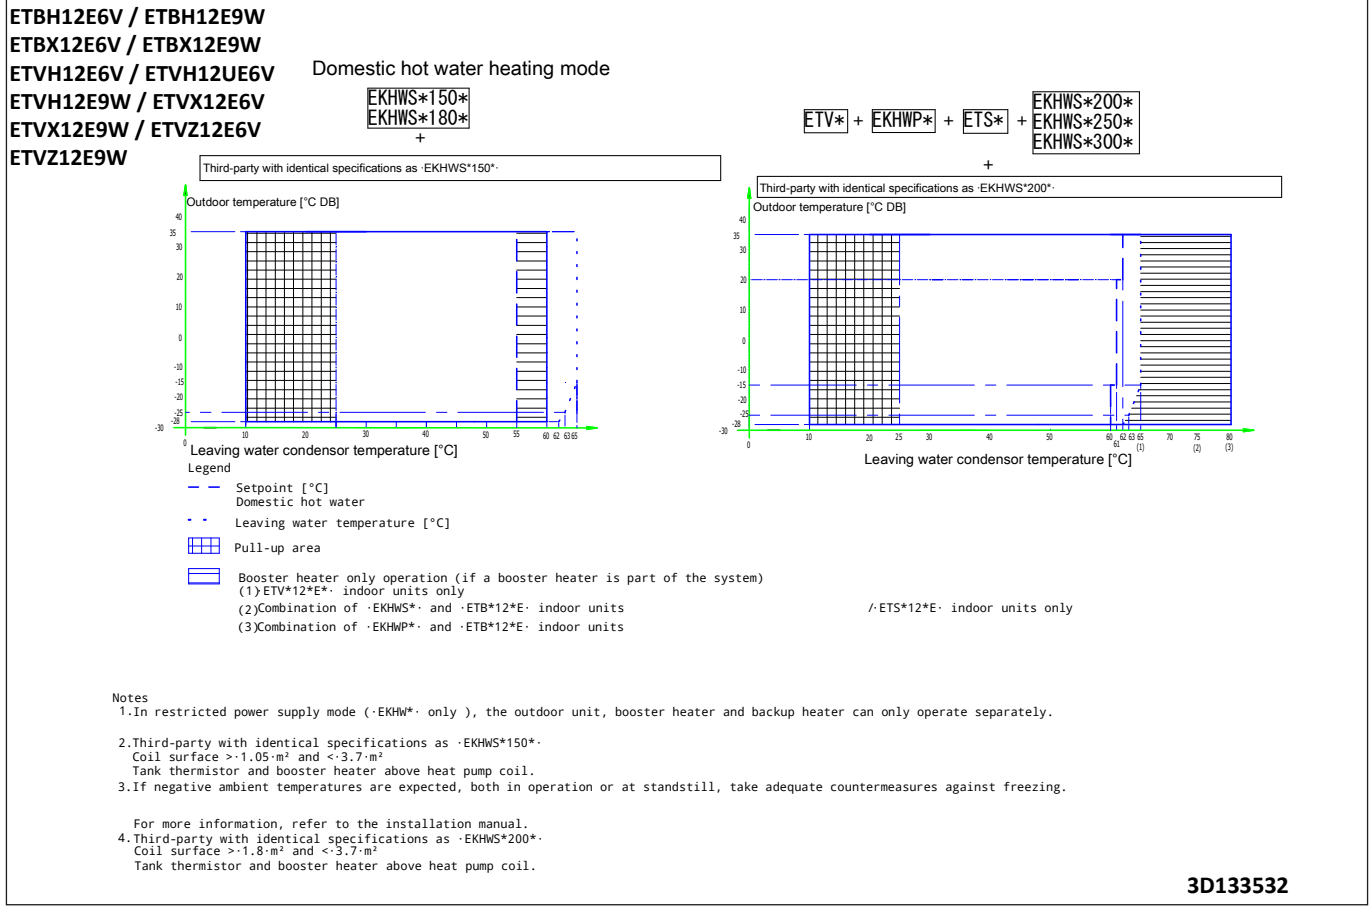 ETBH12E6V / ETBH12E9W
ETBX12E6V / ETBX12E9W
ETVH12E6V / ETVH12UE6V
ETVH12E9W / ETVX12E6V
ETVX12E9W / ETVZ12E6V
ETVZ12E9W
Domestic hot water heating mode
EKHWS*150*
EKHWS*180*
+
Third-party with identical specifications as ·EKHWS*150*·
Outdoor temperature [°C DB]
40
35
30
20
10
0
-10
-15
-20
-25
-28
-30
0 10 20 25 30 40 50 55 60 62 63 65
Leaving water condensor temperature [°C]
ETV* + EKHWP* + ETS* + EKHWS*200*
EKHWS*250*
EKHWS*300*
+
Third-party with identical specifications as ·EKHWS*200*·
Outdoor temperature [°C DB]
40
35
30
20
10
0
-10
-15
-20
-25
-28
-30
0 10 20 25 30 40 50 60 61 62 63 65 70 75 80
(1) (2) (3)
Leaving water condensor temperature [°C]
Legend
Setpoint [°C]
Domestic hot water
Leaving water temperature [°C]
Pull-up area
Booster heater only operation (if a booster heater is part of the system)
(1) ETV*12*E*· indoor units only
(2)Combination of ·EKHWS*· and ·ETB*12*E· indoor units /·ETS*12*E· indoor units only
(3)Combination of ·EKHWP*· and ·ETB*12*E· indoor units
Notes
1.In restricted power supply mode (·EKHW*· only ), the outdoor unit, booster heater and backup heater can only operate separately.
2.Third-party with identical specifications as ·EKHWS*150*·
Coil surface >·1.05·m² and <·3.7·m²
Tank thermistor and booster heater above heat pump coil.
3.If negative ambient temperatures are expected, both in operation or at standstill, take adequate countermeasures against freezing.
For more information, refer to the installation manual.
4.Third-party with identical specifications as ·EKHWS*200*·
Coil surface >·1.8·m² and <·3.7·m²
Tank thermistor and booster heater above heat pump coil.
3D133532